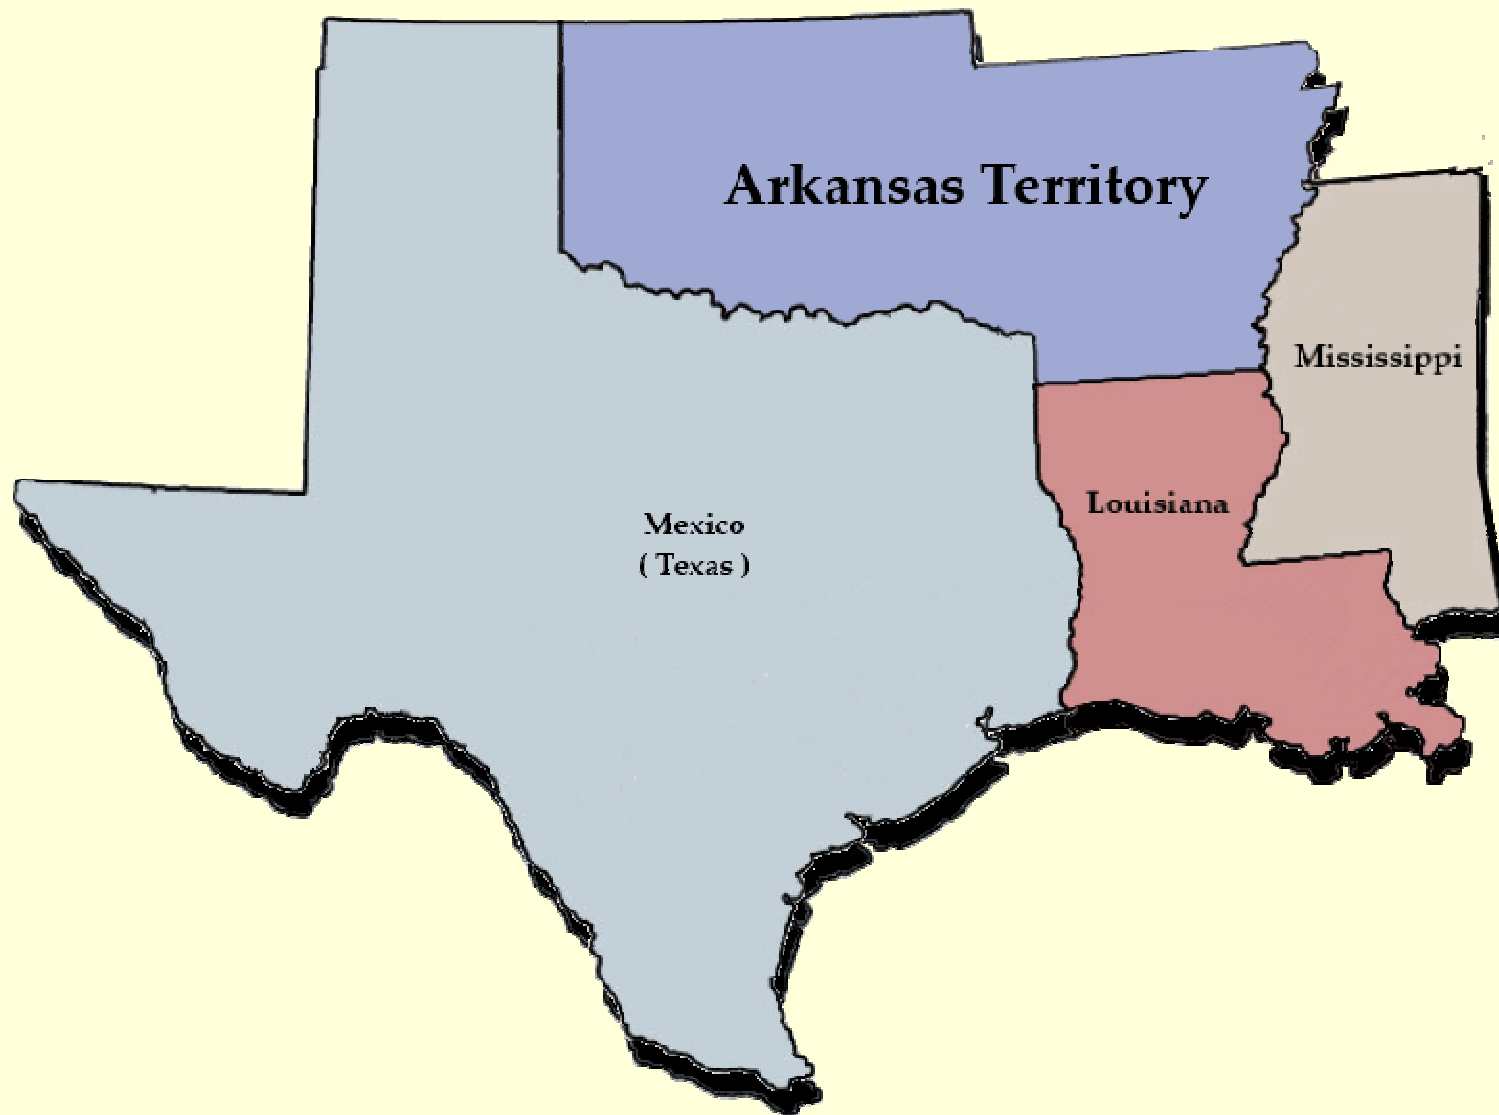 Arkansas Territory
Mississippi
Louisiana
Mexico
( Texas )